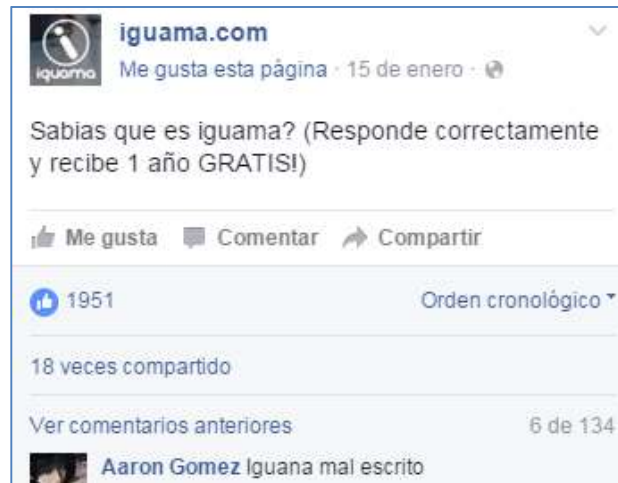 iguama
iguama.com
Me gusta esta página · 15 de enero ·
Sabias que es iguama? (Responde correctamente
y recibe 1 año GRATIS!)
Me gusta Comentar Compartir
1951 Orden cronológico
18 veces compartido
Ver comentarios anteriores 6 de 134
Aaron Gomez Iguana mal escrito